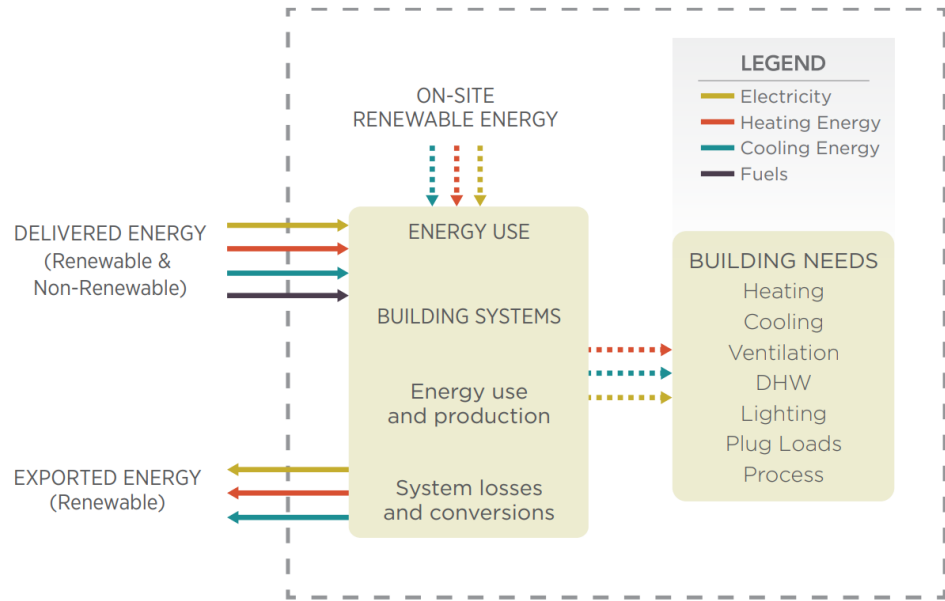 ON-SITE
RENEWABLE ENERGY
LEGEND
Electricity
Heating Energy
Cooling Energy
Fuels
DELIVERED ENERGY
(Renewable &
Non-Renewable)
ENERGY USE
BUILDING SYSTEMS
Energy use
and production
System losses
and conversions
BUILDING NEEDS
Heating
Cooling
Ventilation
DHW
Lighting
Plug Loads
Process
EXPORTED ENERGY
(Renewable)